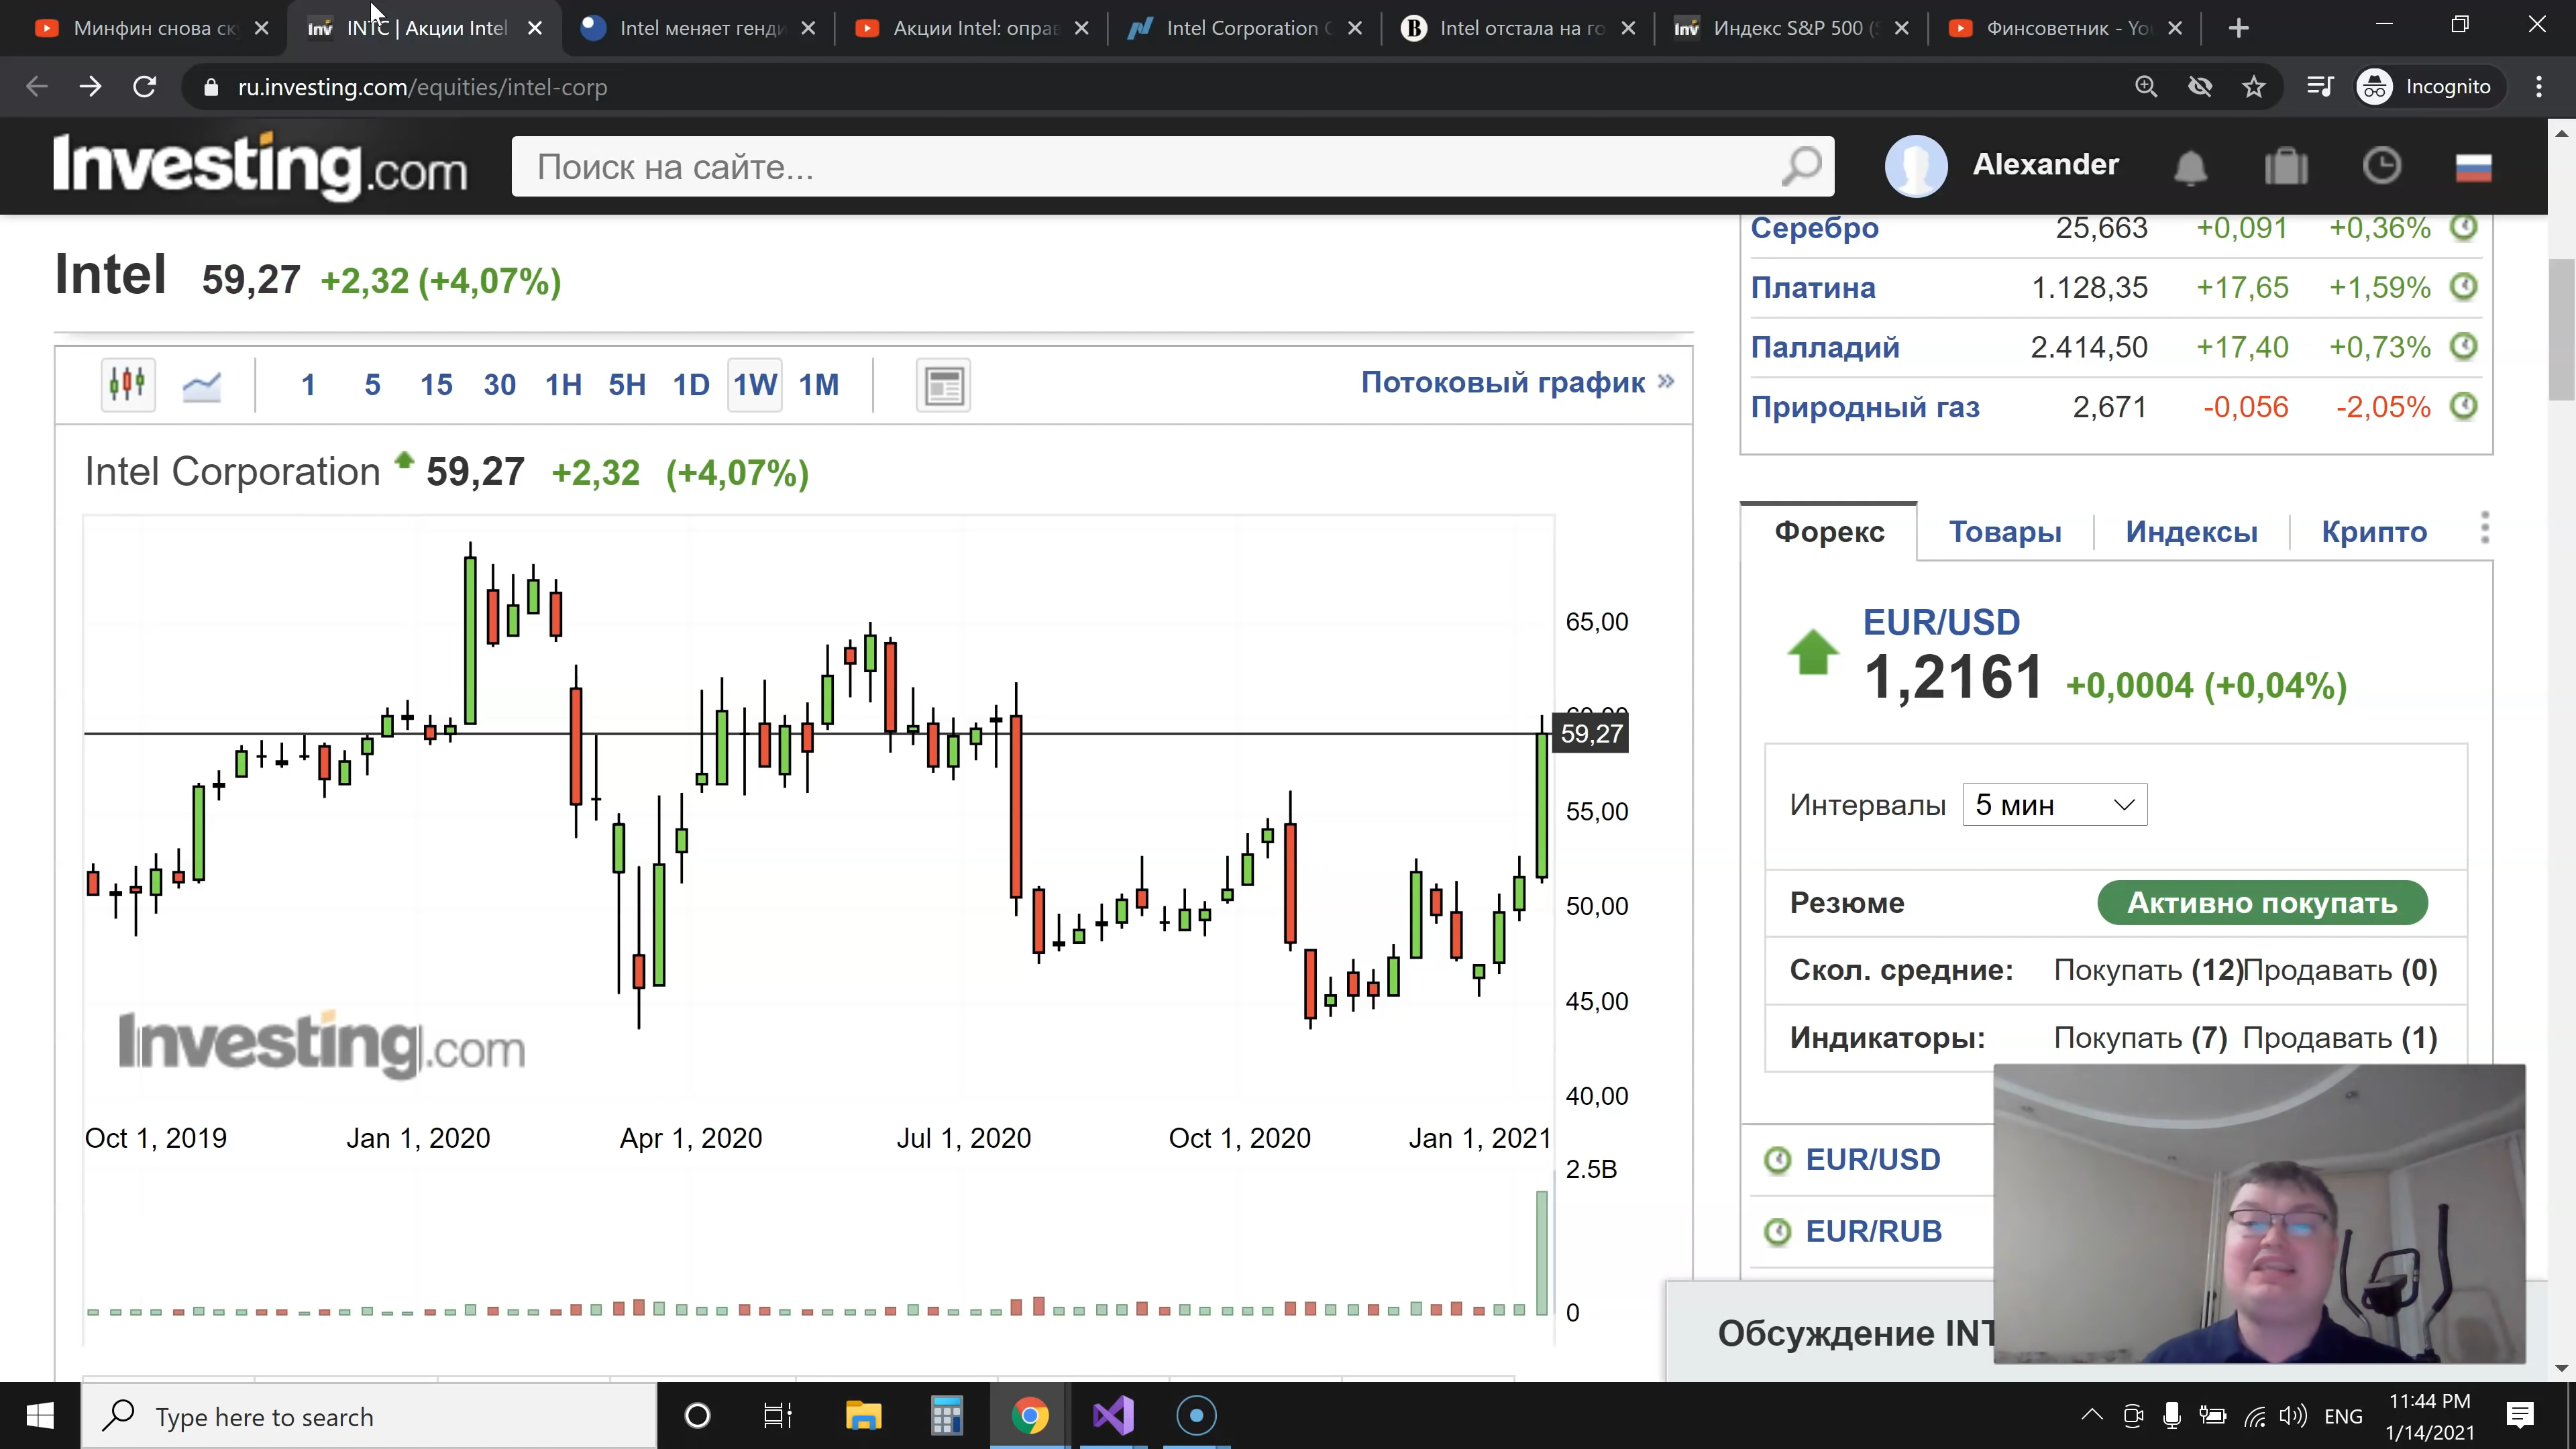 Минфин снова ск
INTC | Акции Intel
Intel меняет генди
Акции Intel: оправ
Intel Corporation C
Intel отстала на го
Индекс S&P 500 (S
Финсоветник - You
ru.investing.com/equities/intel-corp
Incognito
Investing.com
Поиск на сайте...
Alexander
Intel 59,27 +2,32 (+4,07%)
Серебро 25,663 +0,091 +0,36%
Платина 1.128,35 +17,65 +1,59%
Палладий 2.414,50 +17,40 +0,73%
Природный газ 2,671 -0,056 -2,05%
1 5 15 30 1H 5H 1D 1W 1M
Потоковый график »
Intel Corporation 59,27 +2,32 (+4,07%)
65,00
59,27
55,00
50,00
45,00
40,00
Investing.com
Oct 1, 2019 Jan 1, 2020 Apr 1, 2020 Jul 1, 2020 Oct 1, 2020 Jan 1, 2021
2.5B
0
Форекс Товары Индексы Крипто
EUR/USD
1,2161 +0,0004 (+0,04%)
Интервалы 5 мин
Резюме Активно покупать
Скол. средние: Покупать (12) Продавать (0)
Индикаторы: Покупать (7) Продавать (1)
EUR/USD
EUR/RUB
Обсуждение INT
Type here to search
ENG
11:44 PM
1/14/2021